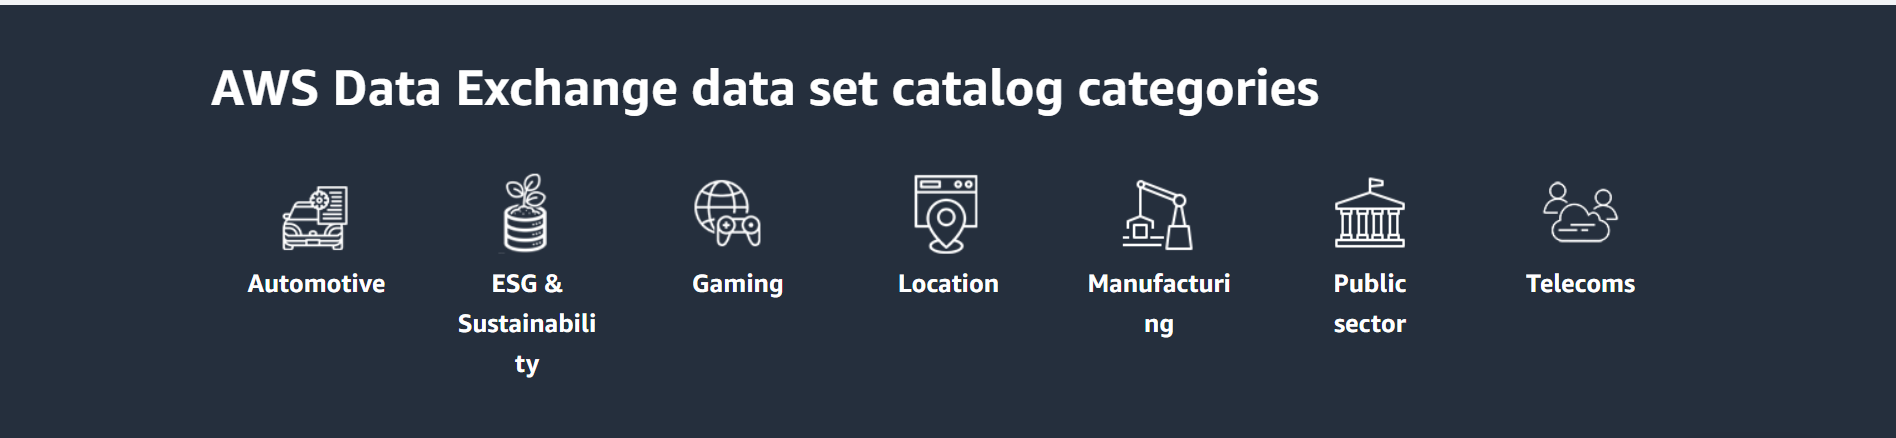 AWS Data Exchange data set catalog categories
Automotive
ESG &
Sustainabili
ty
Gaming
Location
Manufacturi
ng
Public
sector
Telecoms